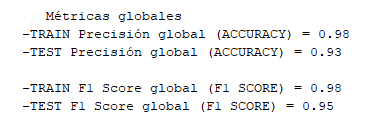 Métricas globales
-TRAIN Precisión global (ACCURACY) = 0.98
-TEST Precisión global (ACCURACY) = 0.93
-TRAIN F1 Score global (F1 SCORE) = 0.98
-TEST F1 Score global (F1 SCORE) = 0.95